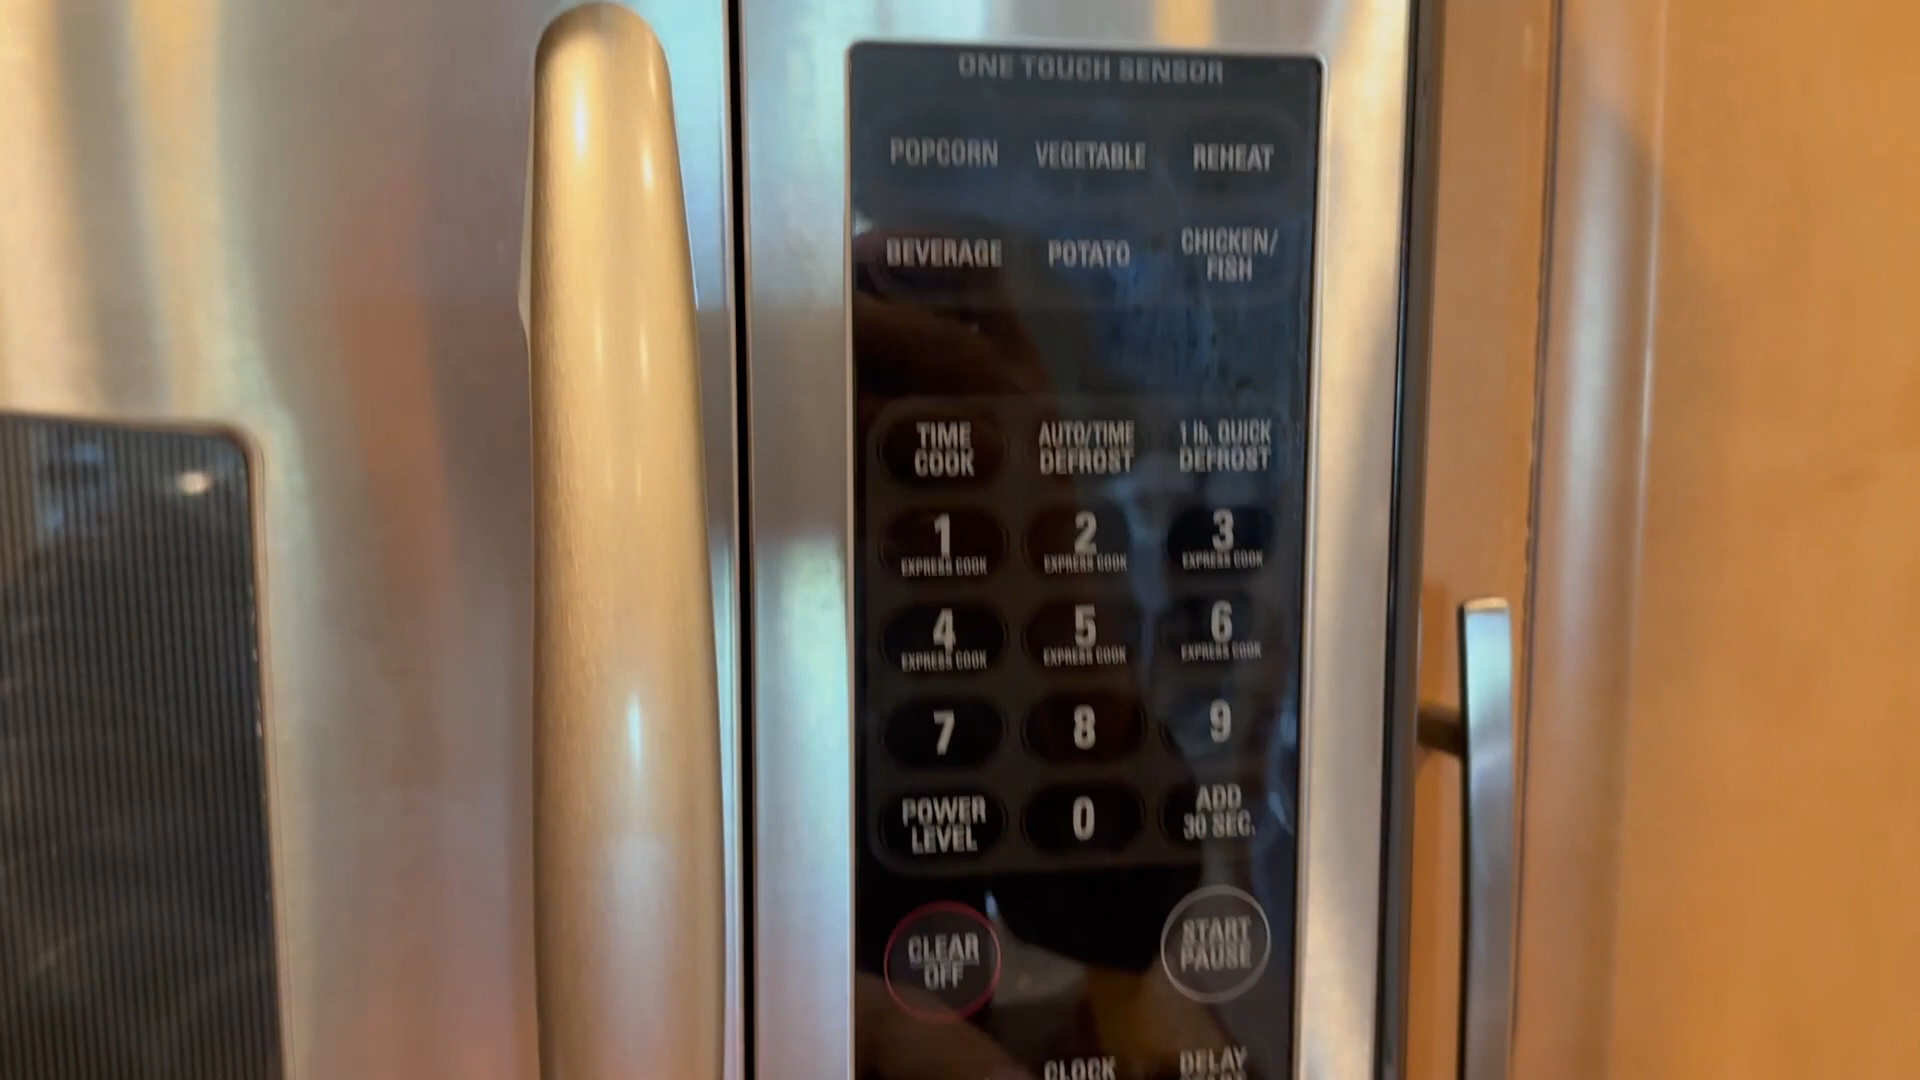 ONE TOUCH SENSOR
POPCORN VEGETABLE REHEAT
BEVERAGE POTATO CHICKEN/
FISH
TIME AUTO/TIME 1 lb. QUICK
COOK DEFROST DEFROST
1 2 3
EXPRESS COOK EXPRESS COOK EXPRESS COOK
4 5 6
EXPRESS COOK EXPRESS COOK EXPRESS COOK
7 8 9
POWER 0 ADD
LEVEL 30 SEC.
CLEAR START
OFF PAUSE
CLOCK DELAY